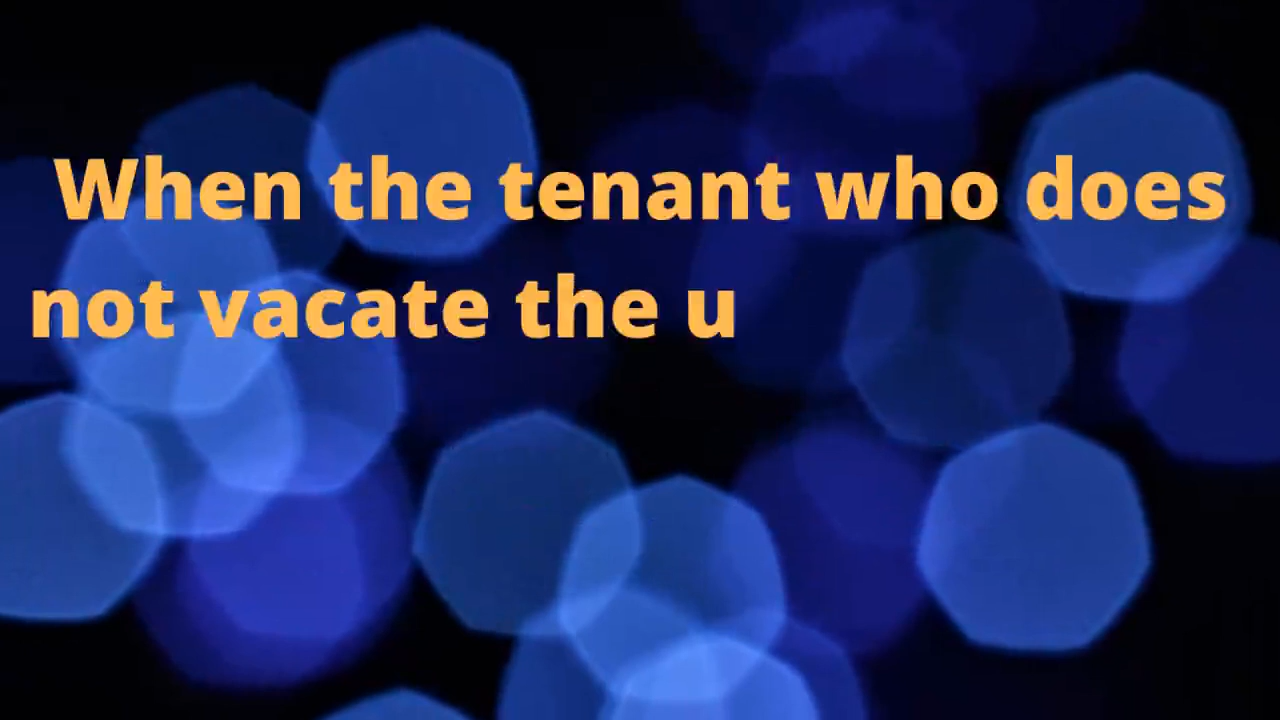 When the tenant who does
not vacate the u